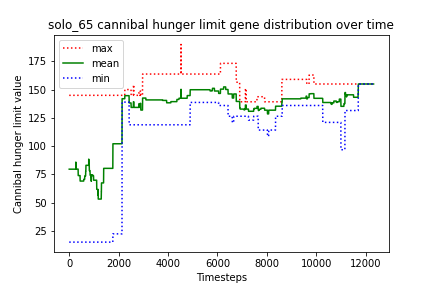 solo_65 cannibal hunger limit gene distribution over time
max
mean
min
Cannibal hunger limit value
175
150
125
100
75
50
25
0
2000
4000
6000
8000
10000
12000
Timesteps